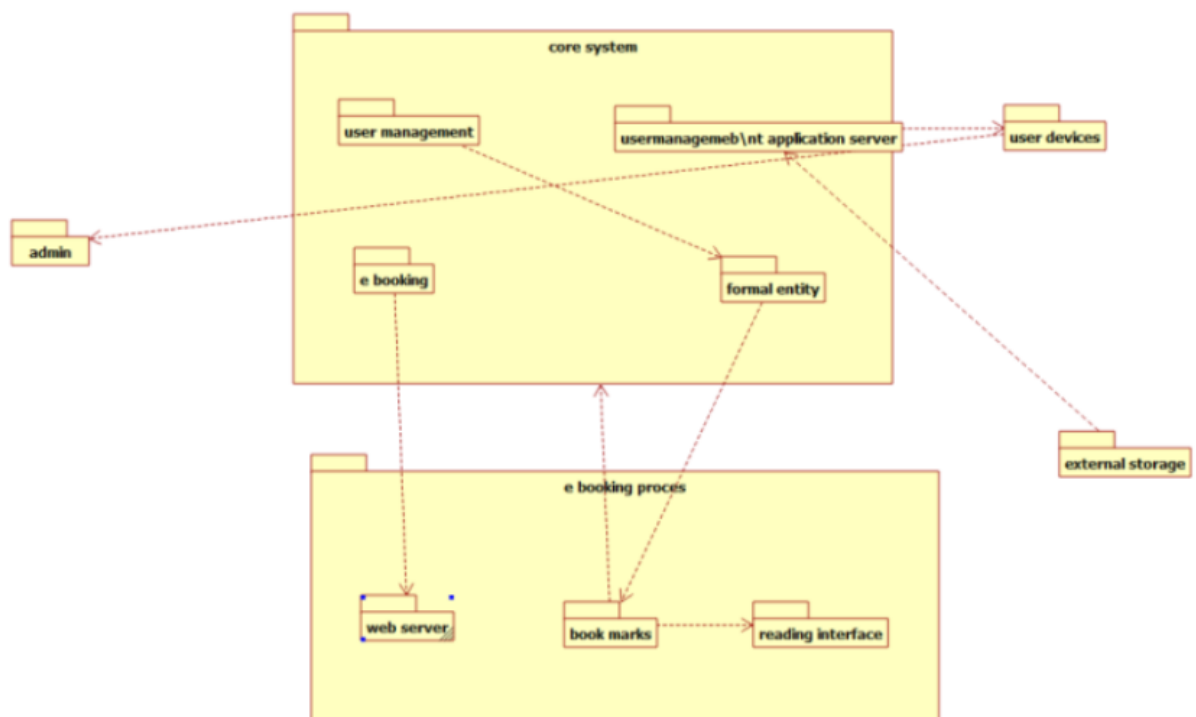 core system
user management
usermanagemeb\nt application server
user devices
admin
e booking
formal entity
external storage
e booking proces
web server
book marks
reading interface